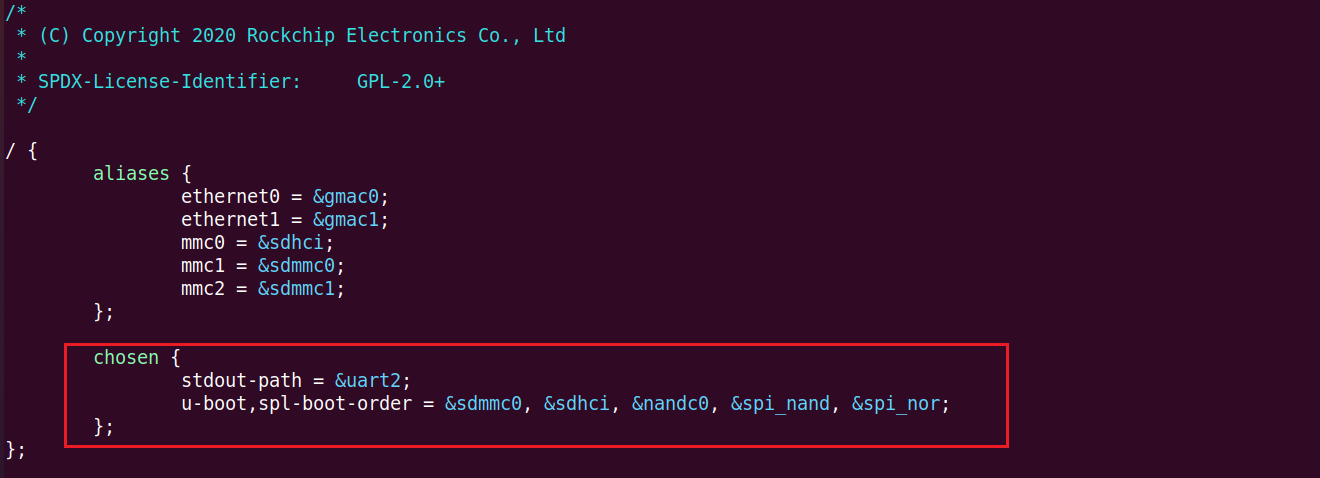 /*
 * (C) Copyright 2020 Rockchip Electronics Co., Ltd
 *
 * SPDX-License-Identifier:     GPL-2.0+
 */
/ {
        aliases {
                ethernet0 = &gmac0;
                ethernet1 = &gmac1;
                mmc0 = &sdhci;
                mmc1 = &sdmmc0;
                mmc2 = &sdmmc1;
        };
        chosen {
                stdout-path = &uart2;
                u-boot,spl-boot-order = &sdmmc0, &sdhci, &nandc0, &spi_nand, &spi_nor;
        };
};